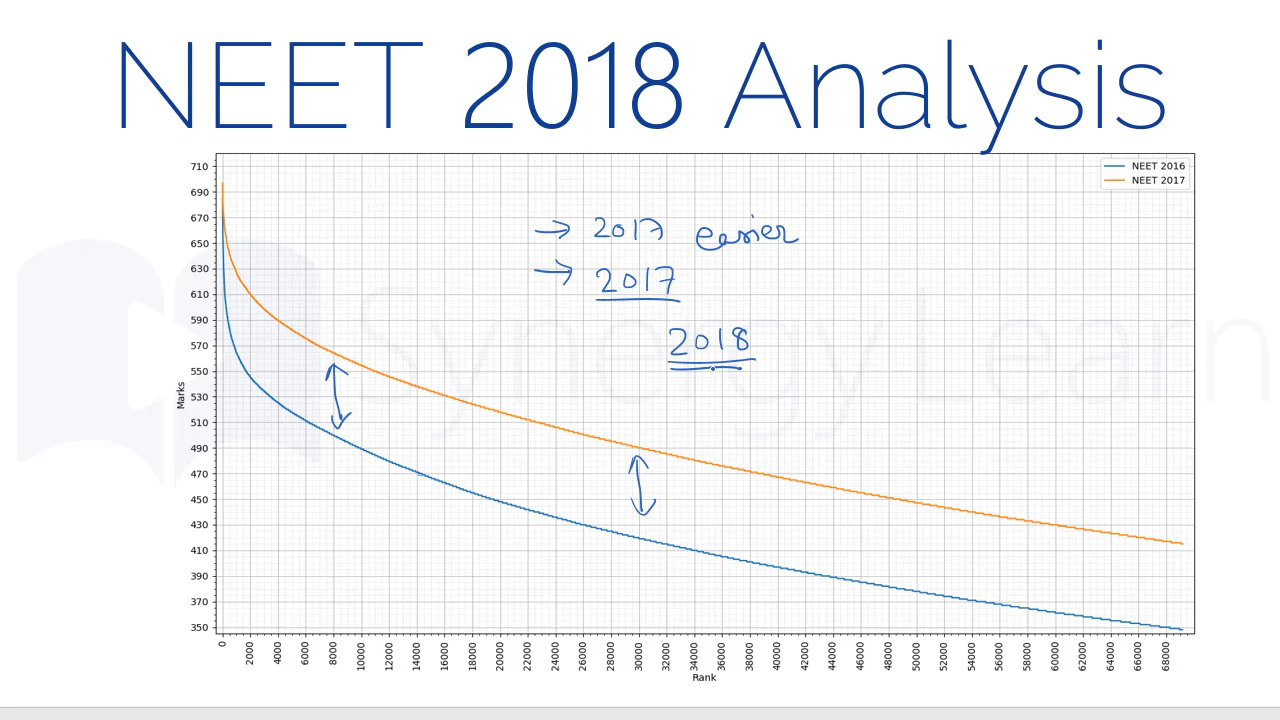 NEET 2018 Analysis
NEET 2016
NEET 2017
→ 2017 easier
→ 2017
2018
Synergy Learn
Marks
710
690
670
650
630
610
590
570
550
530
510
490
470
450
430
410
390
370
350
0 2000 4000 6000 8000 10000 12000 14000 16000 18000 20000 22000 24000 26000 28000 30000 32000 34000 36000 38000 40000 42000 44000 46000 48000 50000 52000 54000 56000 58000 60000 62000 64000 66000 68000
Rank